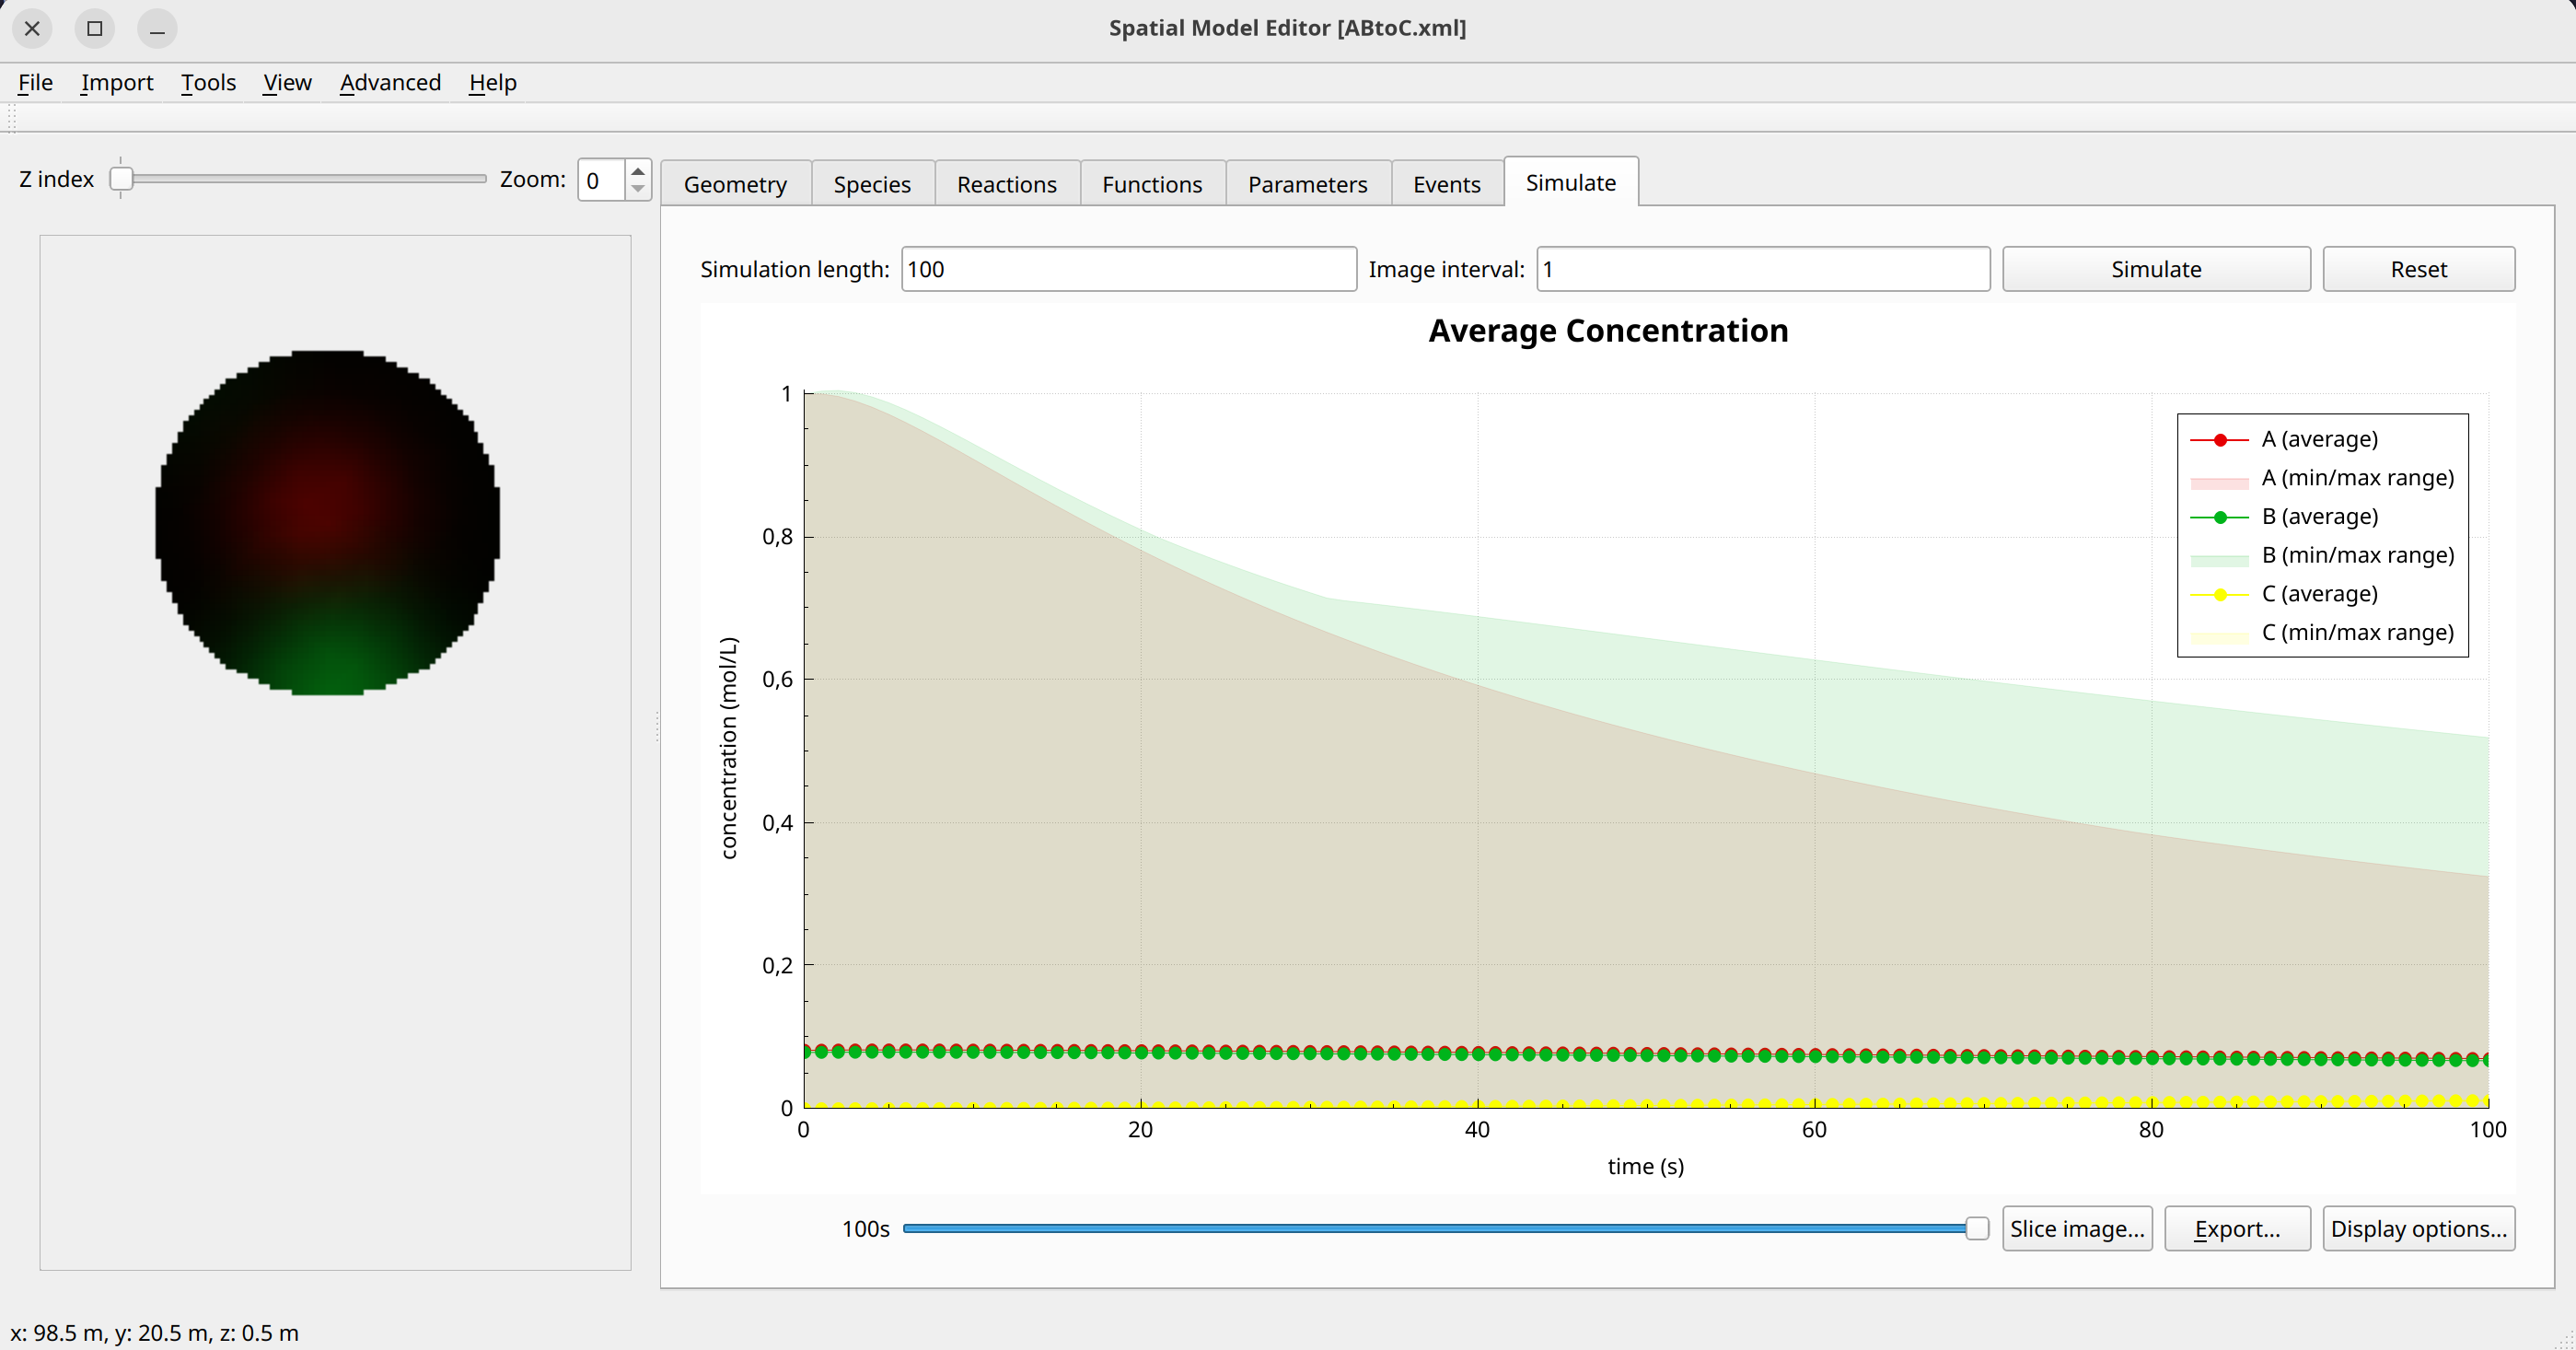 Spatial Model Editor [ABtoC.xml]
File Import Tools View Advanced Help
Z index Zoom: 0
Geometry Species Reactions Functions Parameters Events Simulate
Simulation length: 100 Image interval: 1 Simulate Reset
Average Concentration
1
0,8
0,6
0,4
0,2
0
concentration (mol/L)
A (average)
A (min/max range)
B (average)
B (min/max range)
C (average)
C (min/max range)
0 20 40 60 80 100
time (s)
100s Slice image... Export... Display options...
x: 98.5 m, y: 20.5 m, z: 0.5 m